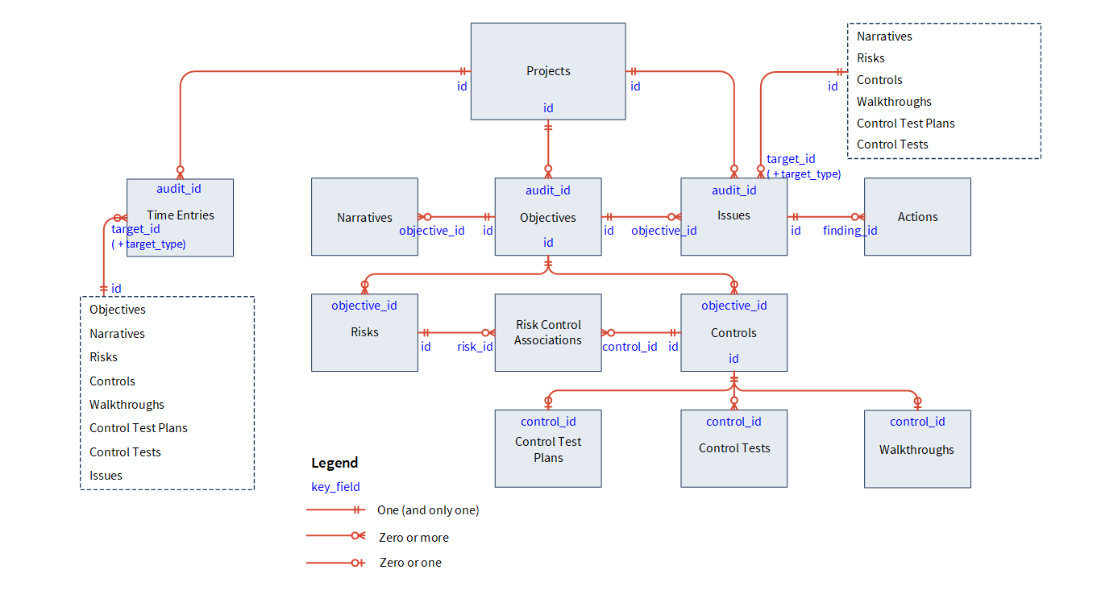 Projects
id
id
id
Narratives
Risks
Controls
Walkthroughs
Control Test Plans
Control Tests
id
target_id
( + target_type)
audit_id
Time Entries
target_id
( + target_type)
id
Objectives
Narratives
Risks
Controls
Walkthroughs
Control Test Plans
Control Tests
Issues
Narratives
objective_id
id
audit_id
Objectives
id
id
objective_id
audit_id
Issues
id
finding_id
Actions
objective_id
Risks
id
risk_id
Risk Control
Associations
control_id
id
objective_id
Controls
id
control_id
Control Test
Plans
control_id
Control Tests
control_id
Walkthroughs
Legend
key_field
One (and only one)
Zero or more
Zero or one